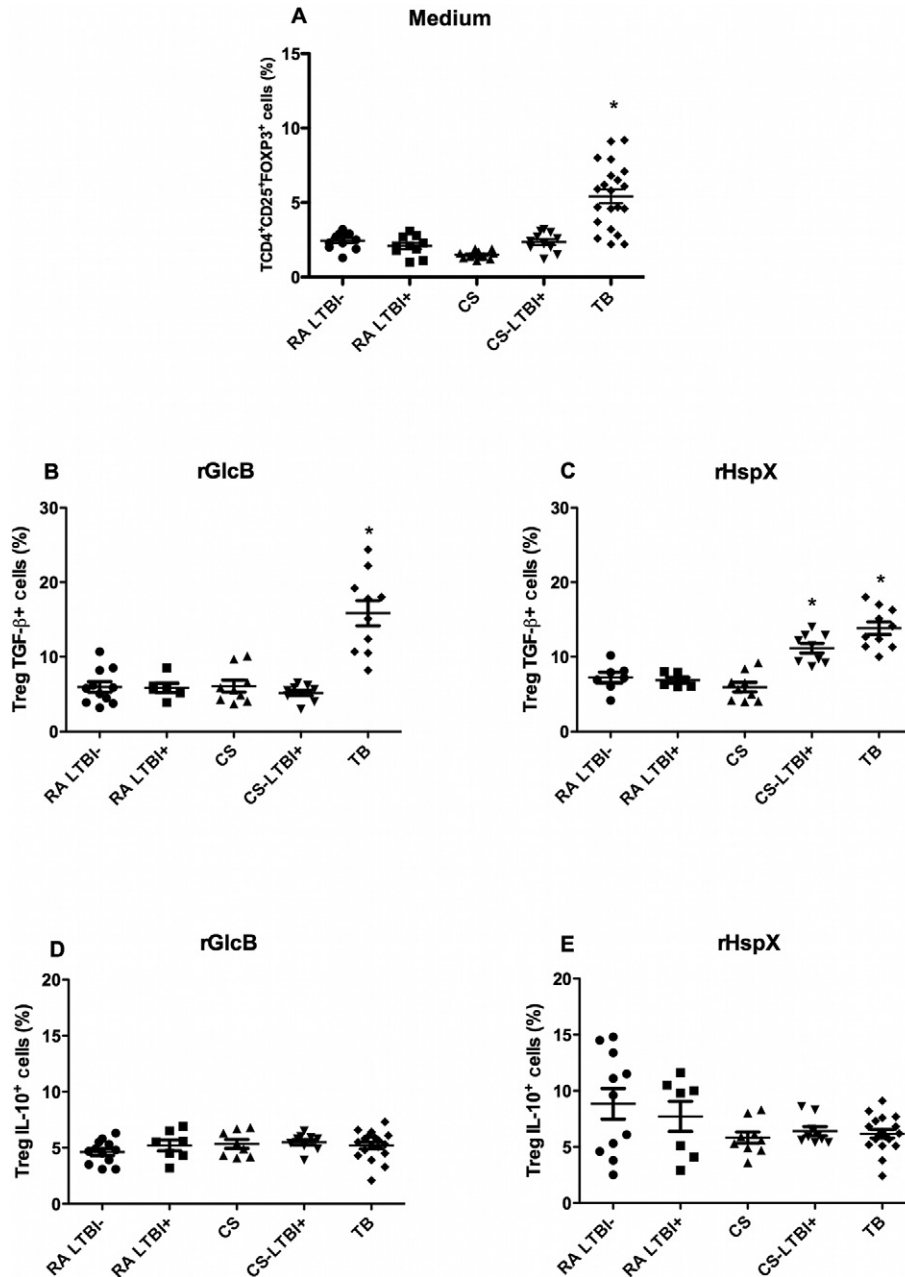 A
Medium
TCD4⁺CD25⁺FOXP3⁺ cells (%)
15
10
5
0
*
RA LTBI-
RA LTBI+
CS
CS-LTBI+
TB
B
rGlcB
Treg TGF-β+ cells (%)
30
20
10
0
*
RA LTBI-
RA LTBI+
CS
CS-LTBI+
TB
C
rHspX
Treg TGF-β+ cells (%)
30
20
10
0
*
*
RA LTBI-
RA LTBI+
CS
CS-LTBI+
TB
D
rGlcB
Treg IL-10⁺ cells (%)
20
15
10
5
0
RA LTBI-
RA LTBI+
CS
CS-LTBI+
TB
E
rHspX
Treg IL-10⁺ cells (%)
20
15
10
5
0
RA LTBI-
RA LTBI+
CS
CS-LTBI+
TB